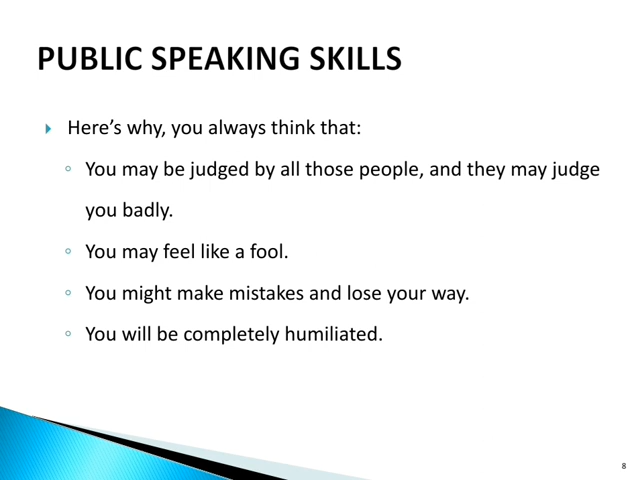 PUBLIC SPEAKING SKILLS
Here’s why, you always think that:
You may be judged by all those people, and they may judge
you badly.
You may feel like a fool.
You might make mistakes and lose your way.
You will be completely humiliated.
8